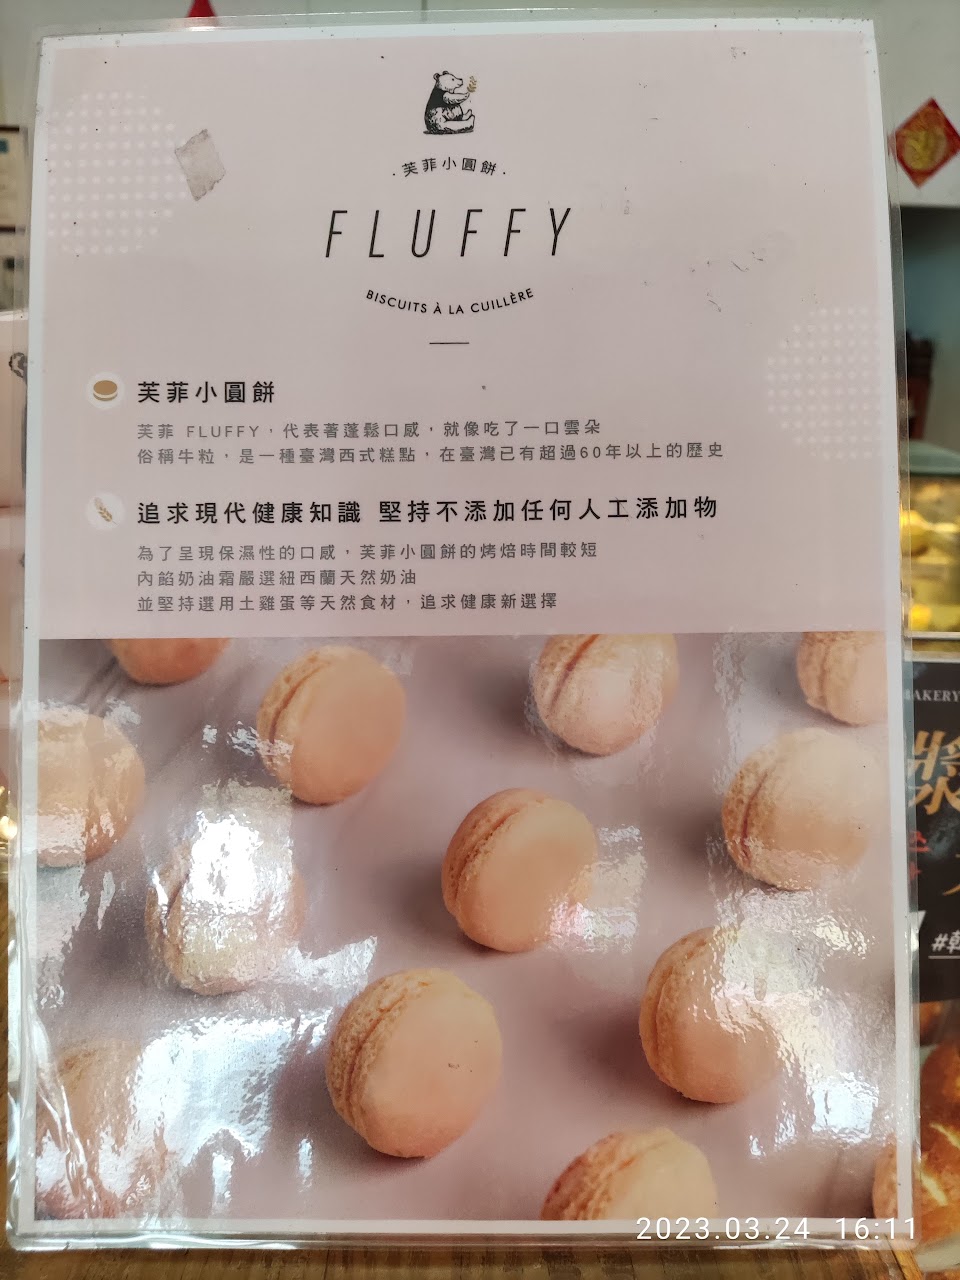 ·芙菲小圓餅·
FLUFFY
BISCUITS À LA CUILLÈRE
芙菲小圓餅
芙菲 FLUFFY，代表著蓬鬆口感，就像吃了一口雲朵
俗稱牛粒，是一種臺灣西式糕點，在臺灣已有超過60年以上的歷史
追求現代健康知識 堅持不添加任何人工添加物
為了呈現保濕性的口感，芙菲小圓餅的烤焙時間較短
內餡奶油霜嚴選紐西蘭天然奶油
並堅持選用土雞蛋等天然食材，追求健康新選擇
BAKERY
漿
#韓
2023.03.24 16:11